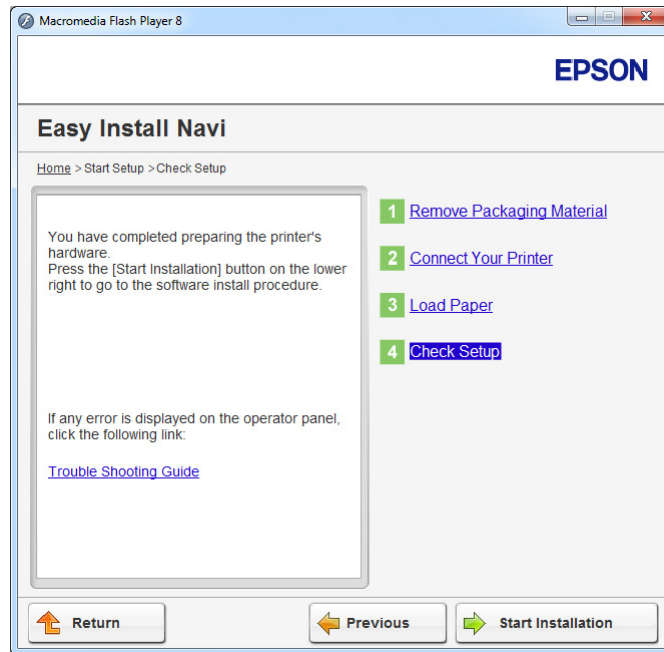 Macromedia Flash Player 8
EPSON
Easy Install Navi
Home > Start Setup >Check Setup
You have completed preparing the printer's
hardware.
Press the [Start Installation] button on the lower
right to go to the software install procedure.
If any error is displayed on the operator panel,
click the following link:
Trouble Shooting Guide
1 Remove Packaging Material
2 Connect Your Printer
3 Load Paper
4 Check Setup
Return
Previous
Start Installation